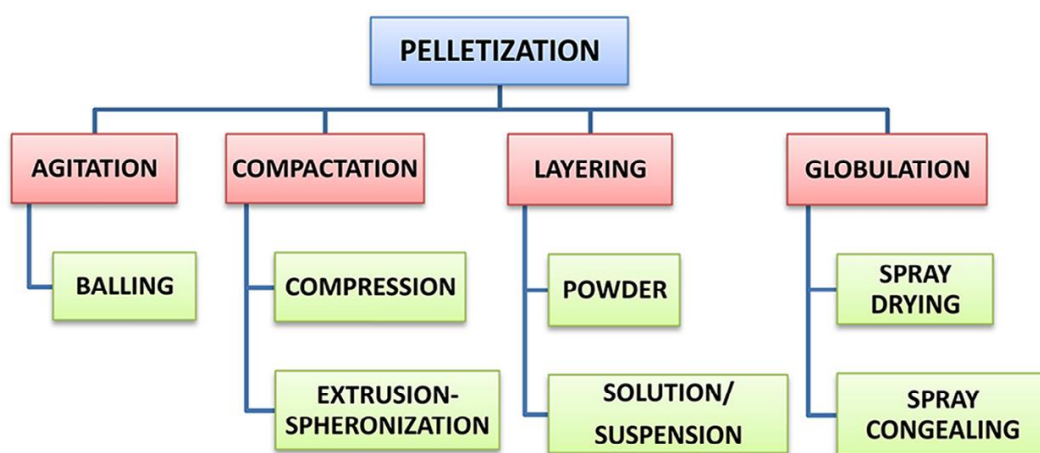 PELLETIZATION
AGITATION
COMPACTATION
LAYERING
GLOBULATION
BALLING
COMPRESSION
POWDER
SPRAY
DRYING
EXTRUSION-
SPHERONIZATION
SOLUTION/
SUSPENSION
SPRAY
CONGEALING